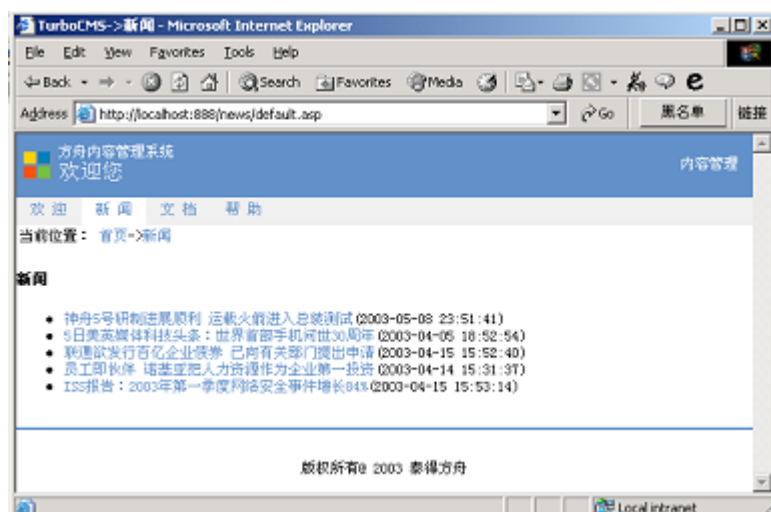 TurboCMS->新闻 - Microsoft Internet Explorer
File Edit View Favorites Tools Help
Back Search Favorites Media
Address http://localhost:888/news/default.asp Go 黑名单 链接
方舟内容管理系统
欢迎您
内容管理
欢迎 新闻 文档 帮助
当前位置: 首页->新闻
新闻
神舟5号研制进展顺利 运载火箭进入总装测试(2003-05-08 23:51:41)
5日美英媒体科技头条：世界首部手机问世30周年(2003-04-05 18:52:54)
联通欲发行百亿企业债券 已向有关部门提出申请(2003-04-15 15:52:40)
员工即伙伴 诺基亚把人力资源作为企业第一投资(2003-04-14 15:31:37)
ISS报告：2003年第一季度网络安全事件增长84%(2003-04-15 15:53:14)
版权所有@ 2003 泰得方舟
Local intranet